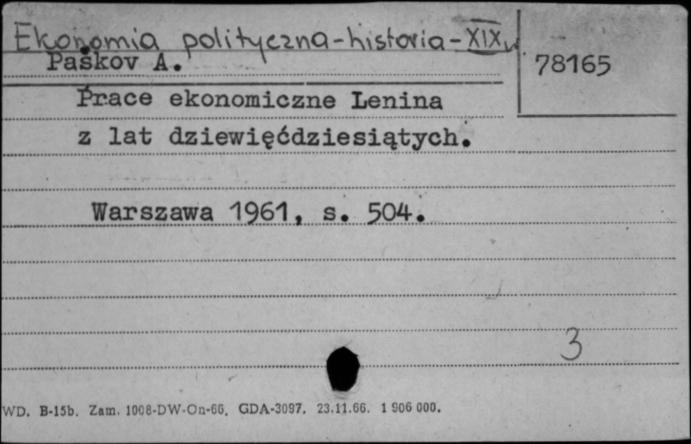 Ekonomia polityczna-historia-XIXw
Paškov A.
78165
Prace ekonomiczne Lenina
z lat dziewięćdziesiątych.
Warszawa 1961, s. 504.
3
WD. B-15b. Zam. 1008-DW-On-66. GDA-3097. 23.11.66. 1 906 000.